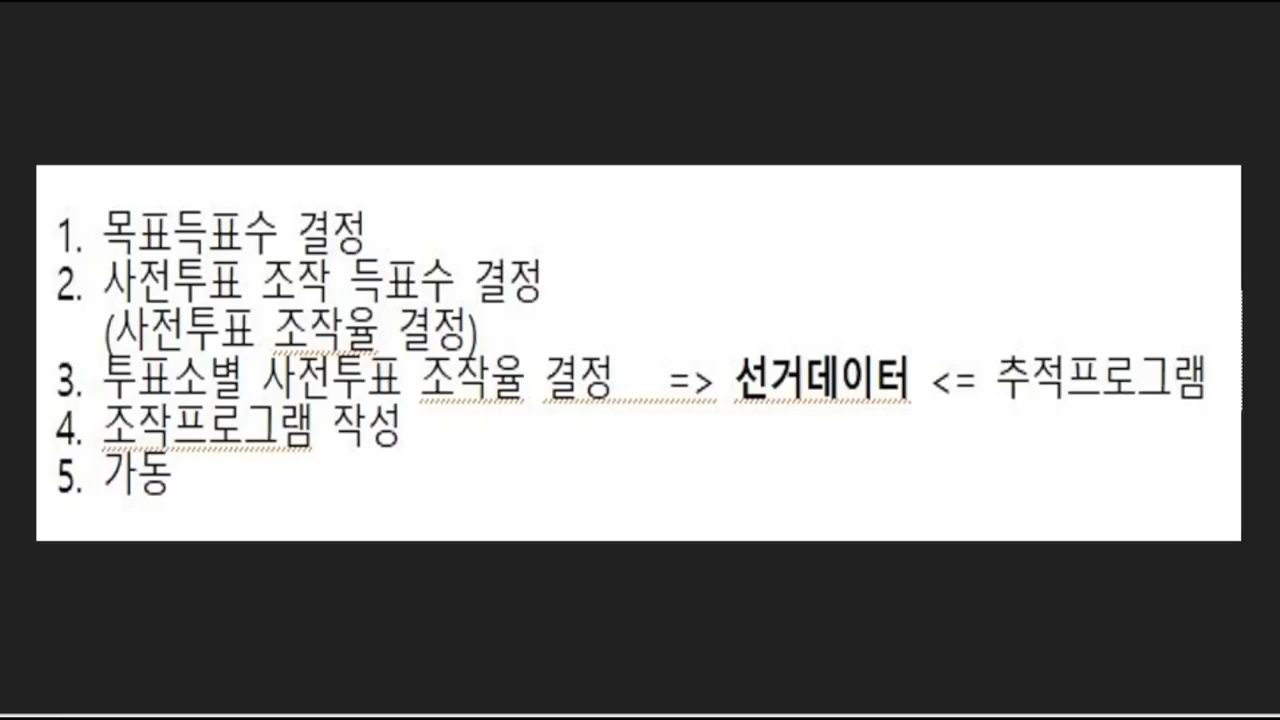 1. 목표득표수 결정
2. 사전투표 조작 득표수 결정
(사전투표 조작율 결정)
3. 투표소별 사전투표 조작율 결정 => 선거데이터 <= 추적프로그램
4. 조작프로그램 작성
5. 가동